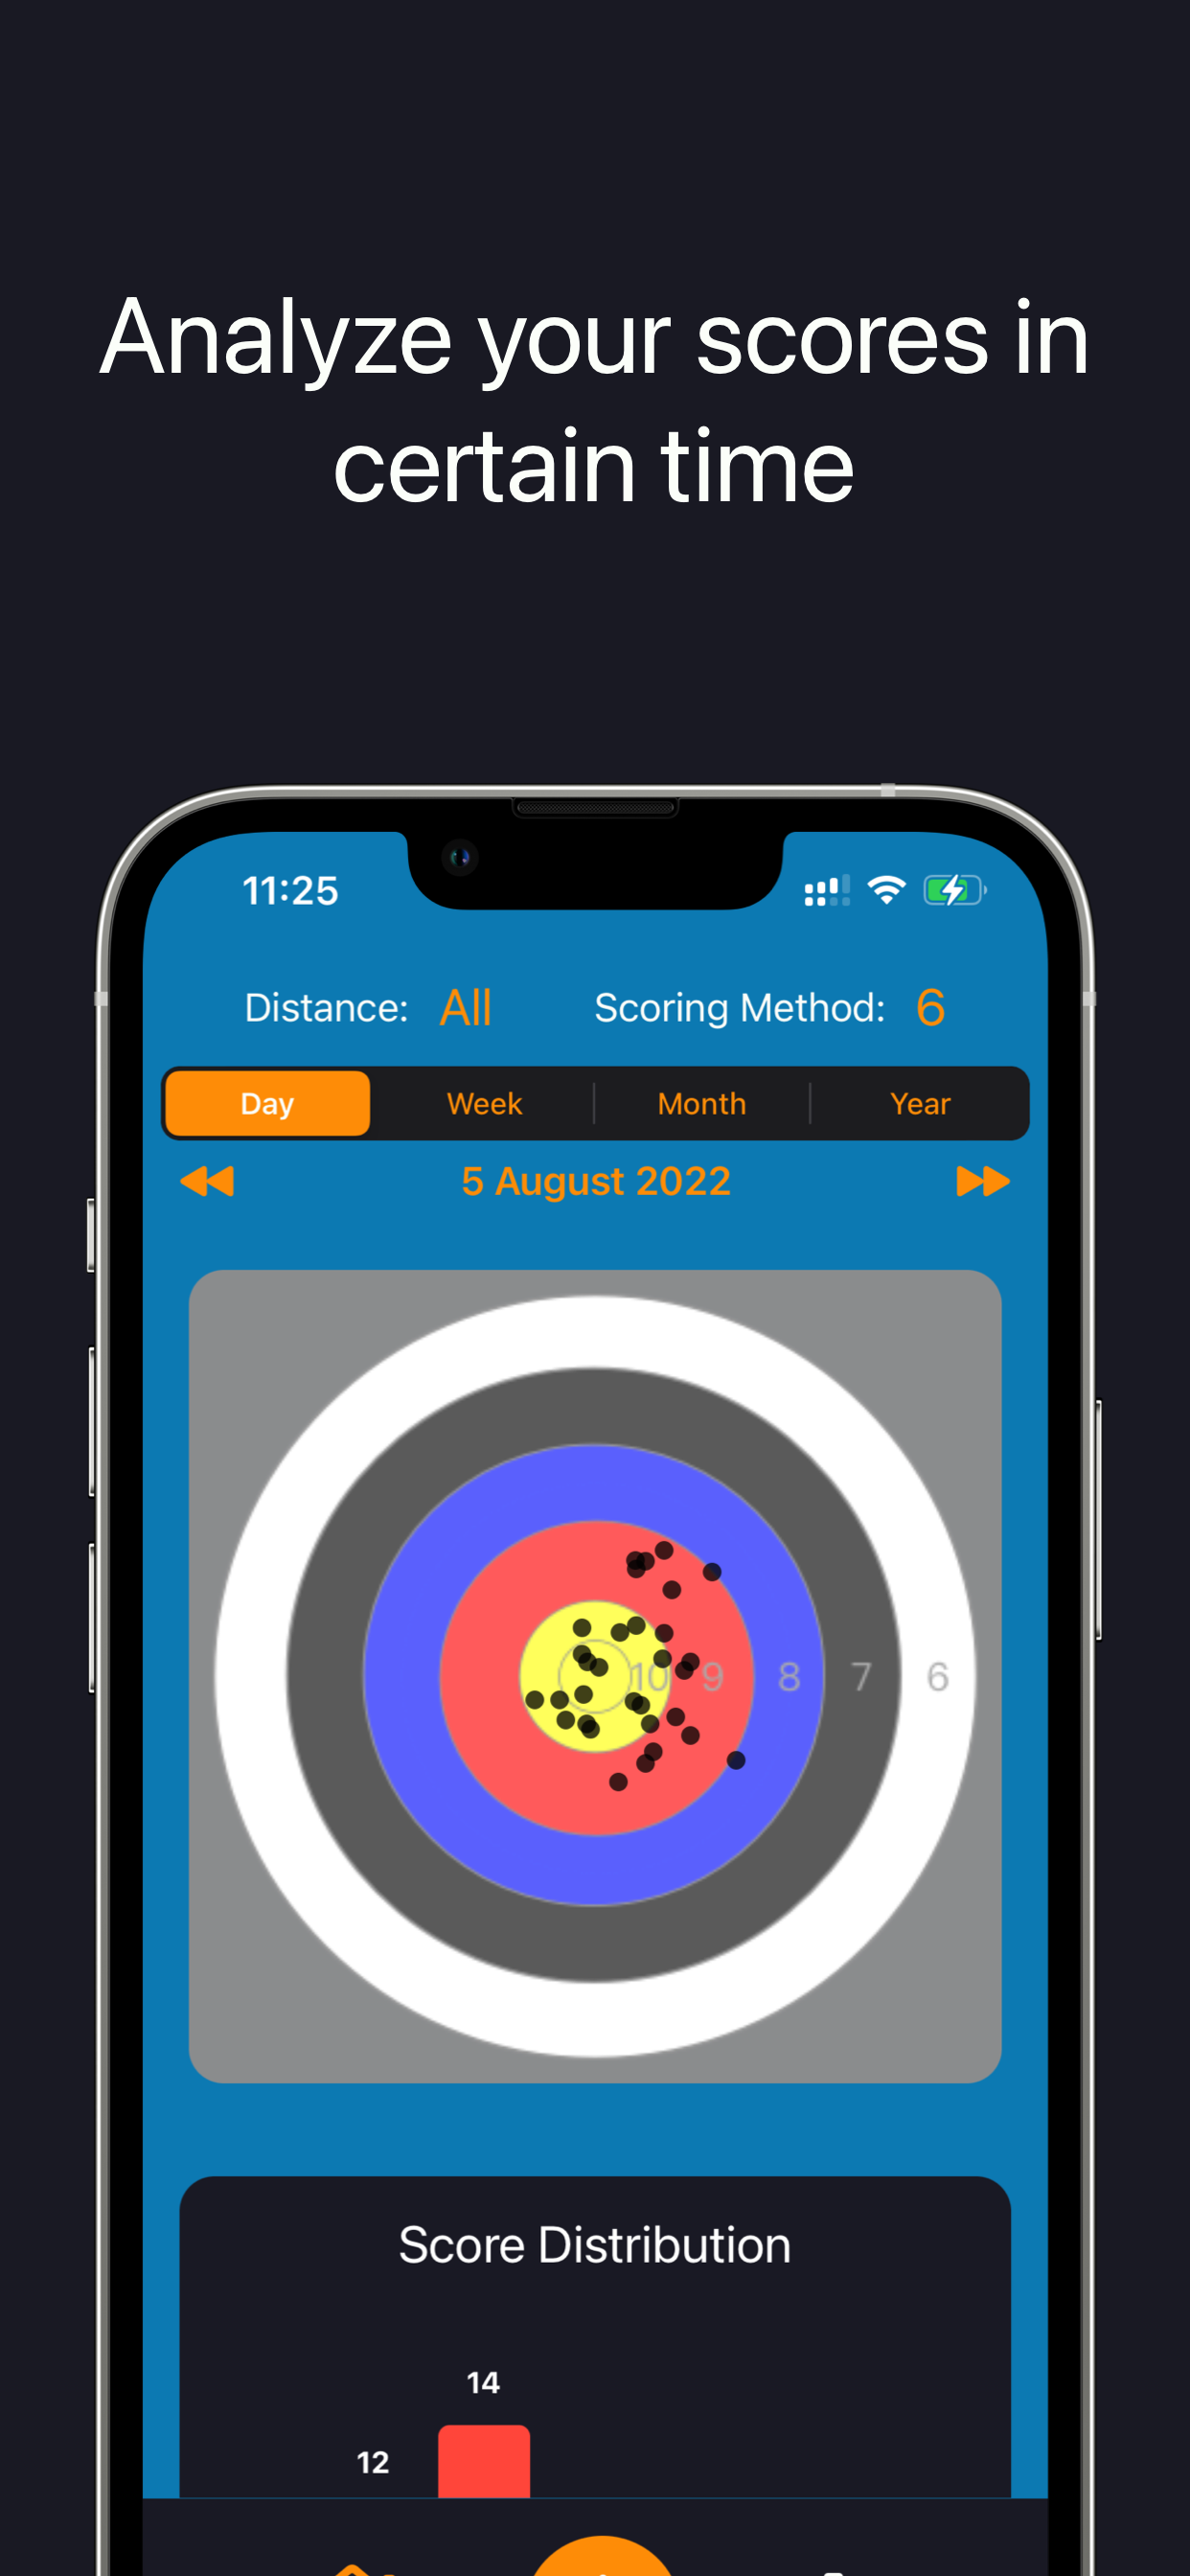 Analyze your scores in
certain time
11:25
Distance: All Scoring Method: 6
Day Week Month Year
5 August 2022
10 9 8 7 6
Score Distribution
14
12